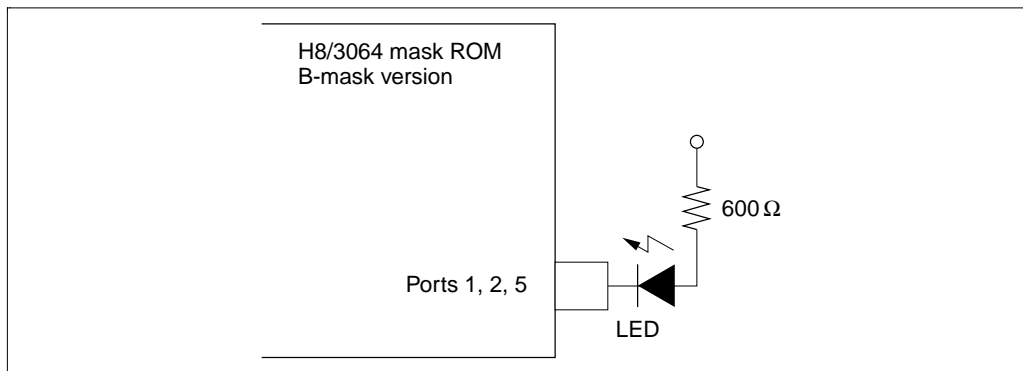 H8/3064 mask ROM
B-mask version
600 Ω
Ports 1, 2, 5
LED